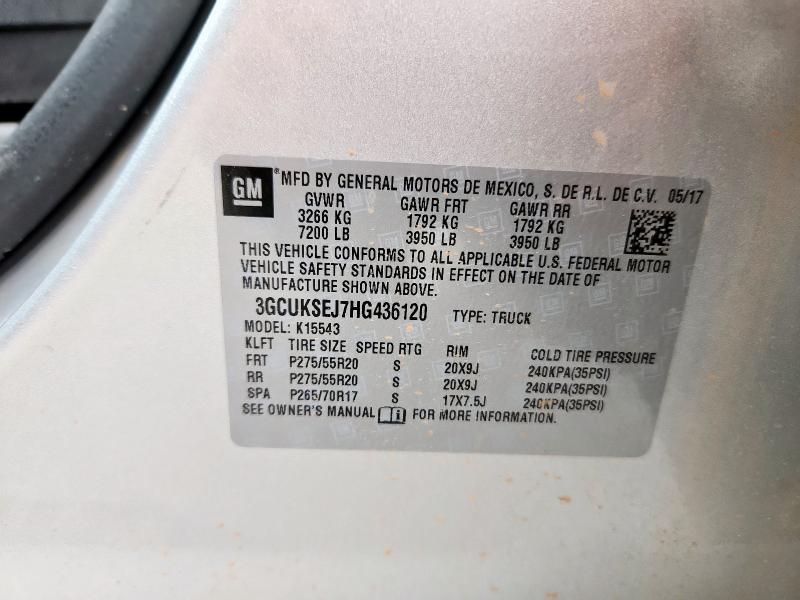 GM ® MFD BY GENERAL MOTORS DE MEXICO, S. DE R.L. DE C.V. 05/17
GVWR GAWR FRT GAWR RR
3266 KG 1792 KG 1792 KG
7200 LB 3950 LB 3950 LB
THIS VEHICLE CONFORMS TO ALL APPLICABLE U.S. FEDERAL MOTOR
VEHICLE SAFETY STANDARDS IN EFFECT ON THE DATE OF
MANUFACTURE SHOWN ABOVE.
3GCUKSEJ7HG436120 TYPE: TRUCK
MODEL: K15543
KLFT TIRE SIZE SPEED RTG RIM COLD TIRE PRESSURE
FRT P275/55R20 S 20X9J 240KPA(35PSI)
RR P275/55R20 S 20X9J 240KPA(35PSI)
SPA P265/70R17 S 17X7.5J 240KPA(35PSI)
SEE OWNER'S MANUAL FOR MORE INFORMATION.